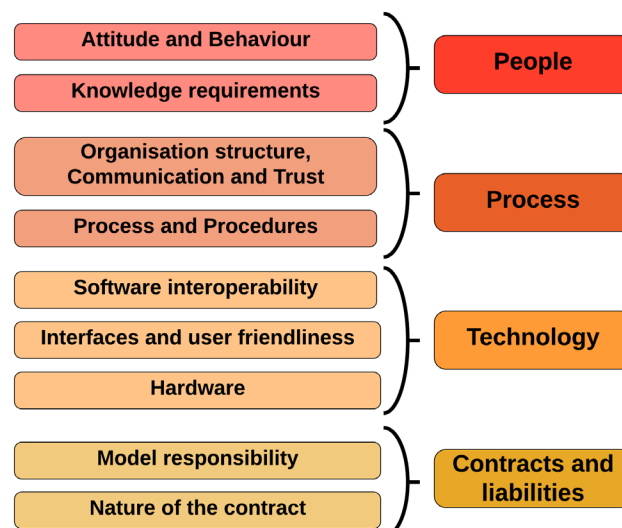 Attitude and Behaviour
Knowledge requirements
People
Organisation structure,
Communication and Trust
Process and Procedures
Process
Software interoperability
Interfaces and user friendliness
Hardware
Technology
Model responsibility
Nature of the contract
Contracts and
liabilities